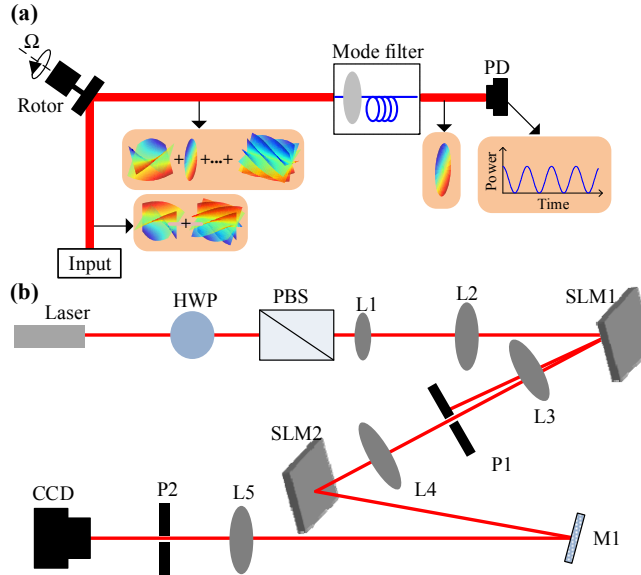 (a)
Ω
Rotor
Mode filter
PD
+ +...+
Power
Time
+
Input
(b)
Laser
HWP
PBS
L1
L2
SLM1
L3
P1
SLM2
L4
CCD
P2
L5
M1